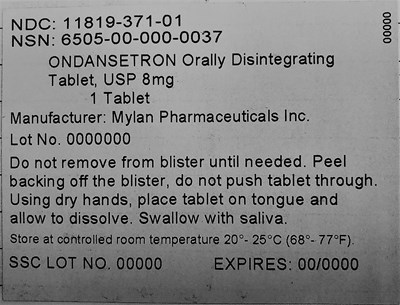 NDC: 11819-371-01
NSN: 6505-00-000-0037
00000
ONDANSETRON Orally Disintegrating
Tablet, USP 8mg
1 Tablet
Manufacturer: Mylan Pharmaceuticals Inc.
Lot No. 0000000
Do not remove from blister until needed. Peel
backing off the blister, do not push tablet through.
Using dry hands, place tablet on tongue and
allow to dissolve. Swallow with saliva.
Store at controlled room temperature 20°- 25°C (68°- 77°F).
SSC LOT NO. 00000 EXPIRES: 00/0000